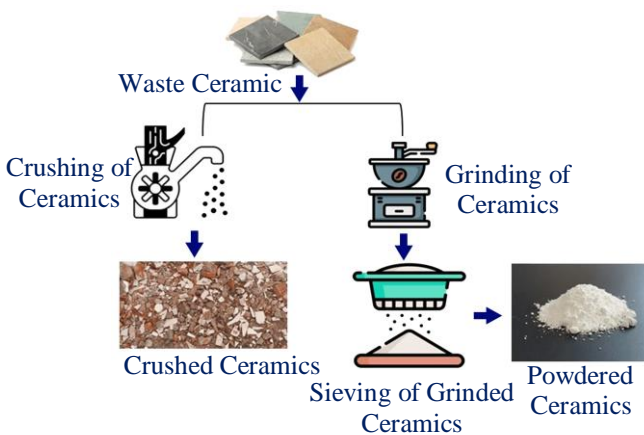 Waste Ceramic
Crushing of
Ceramics
Grinding of
Ceramics
Crushed Ceramics
Sieving of Grinded
Ceramics
Powdered
Ceramics